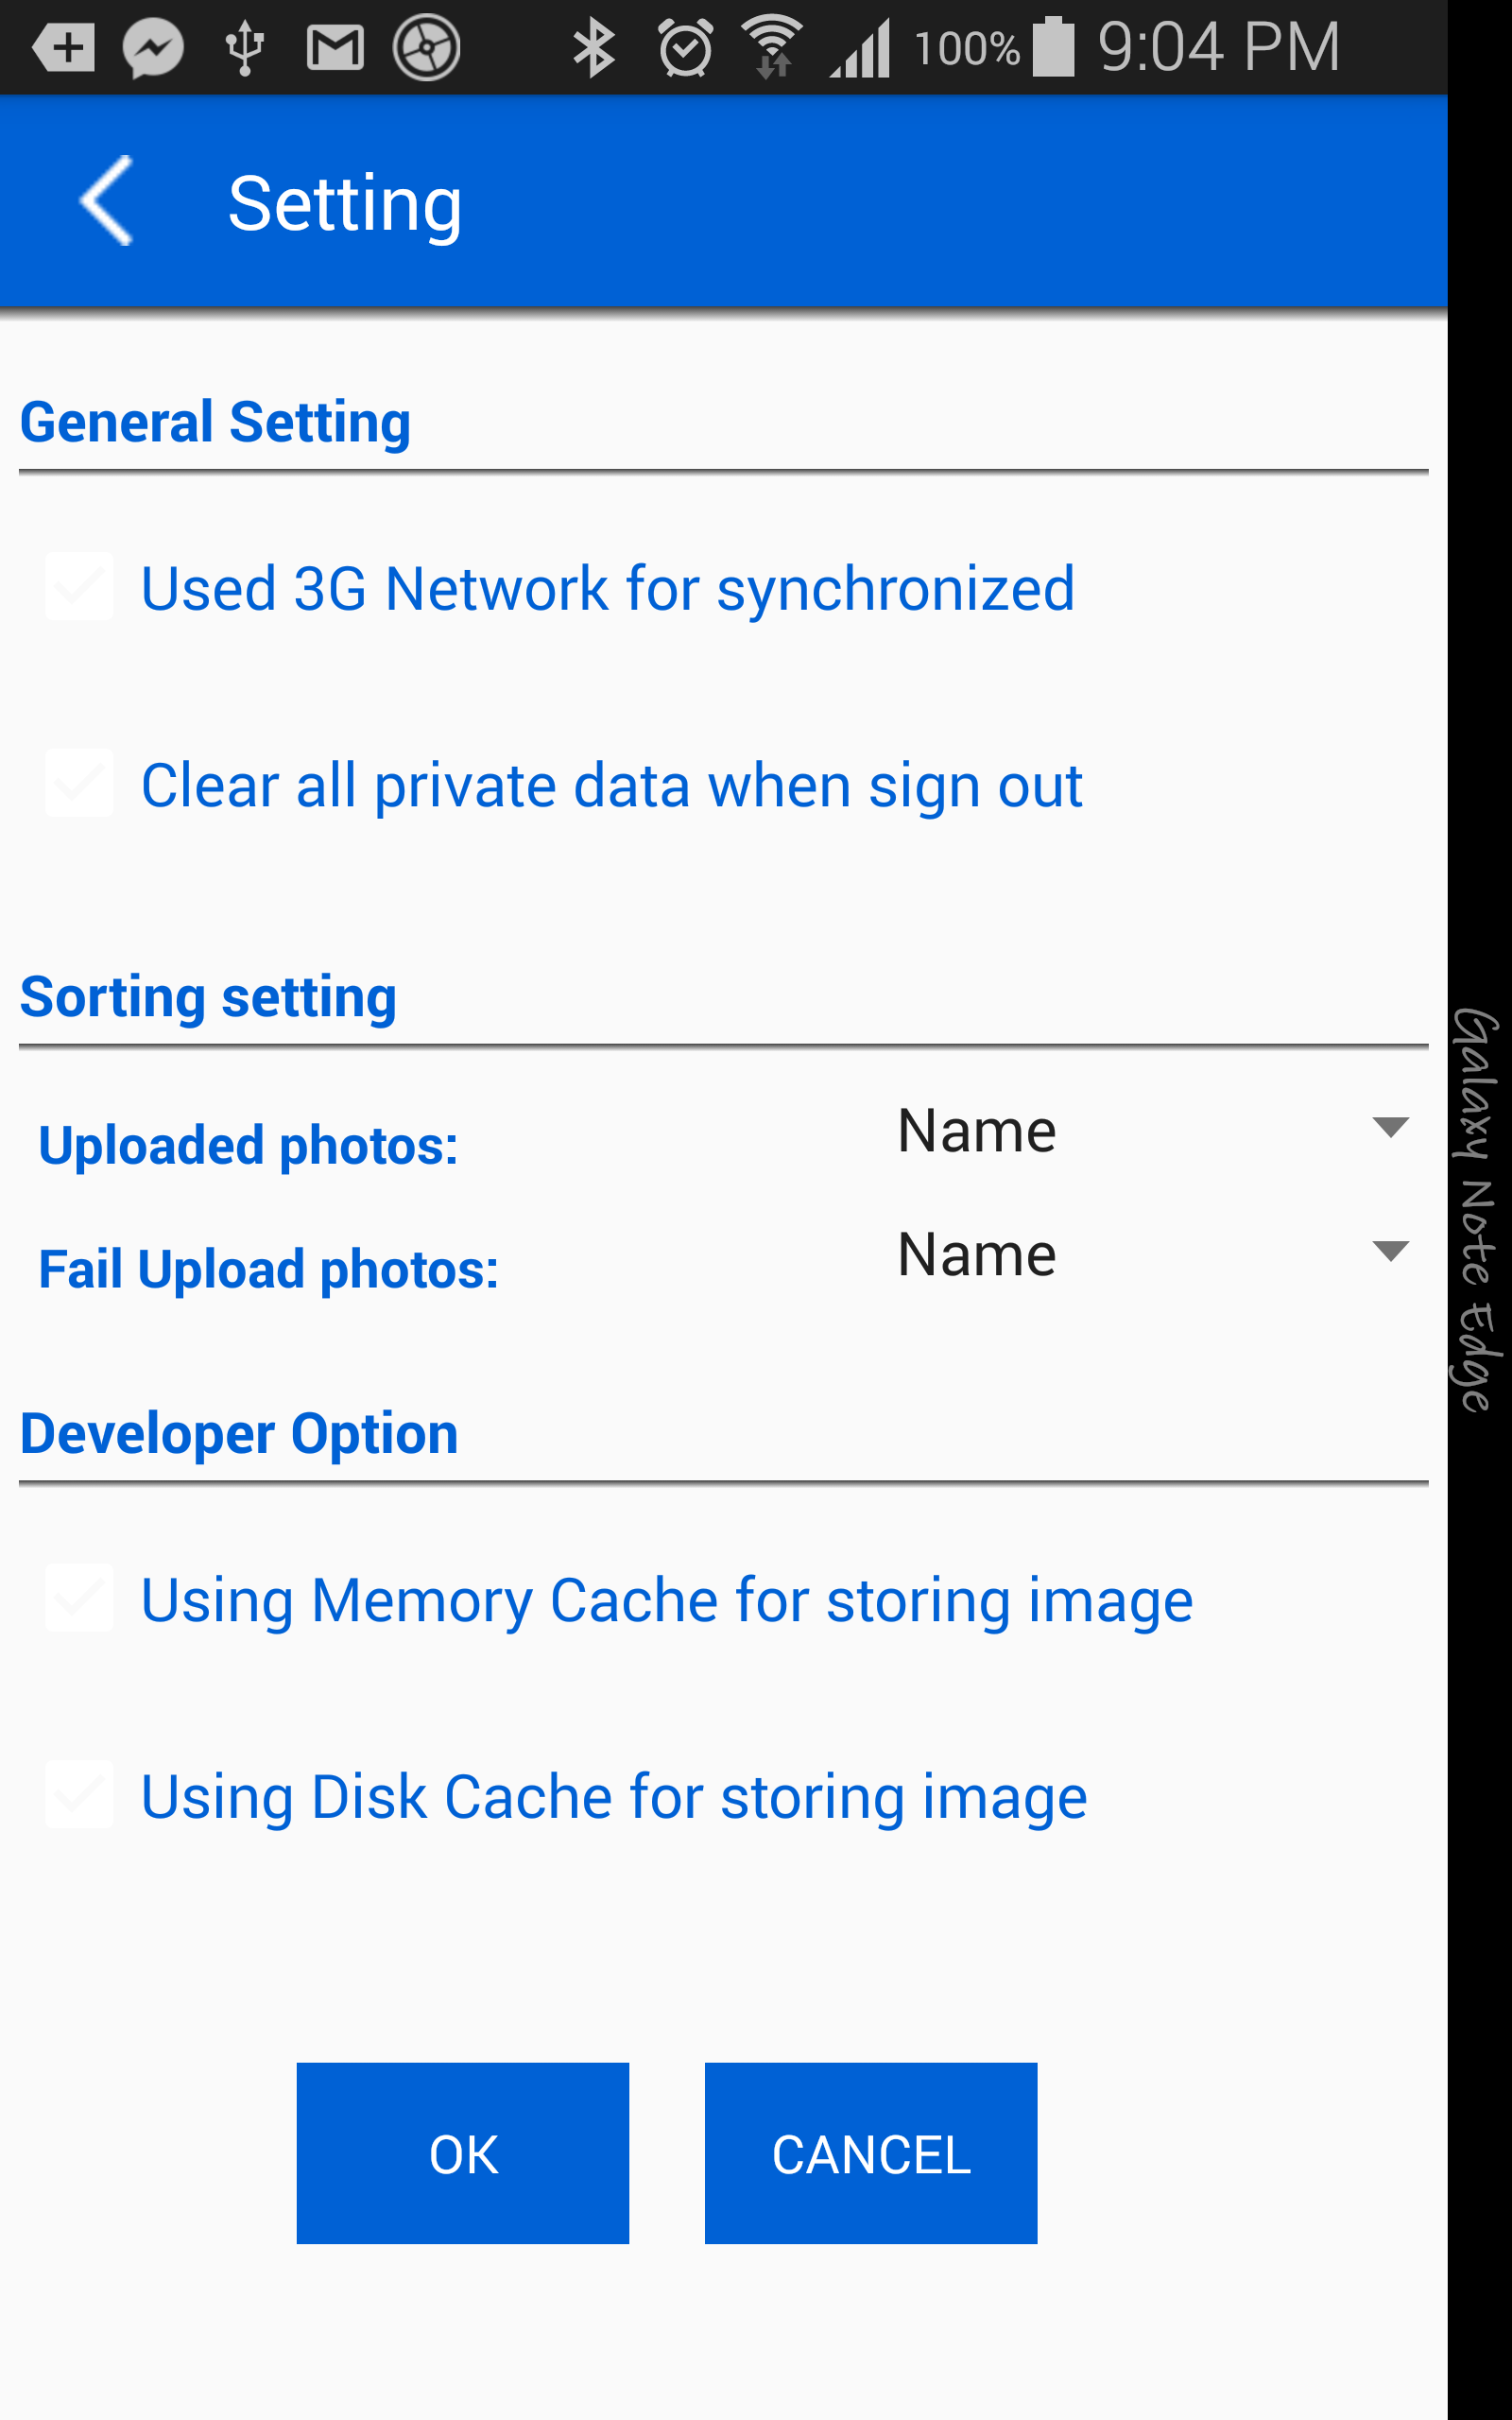 100% 9:04 PM
Setting
General Setting
Used 3G Network for synchronized
Clear all private data when sign out
Sorting setting
Uploaded photos: Name
Fail Upload photos: Name
Developer Option
Using Memory Cache for storing image
Using Disk Cache for storing image
OK CANCEL
Galaxy Note Edge